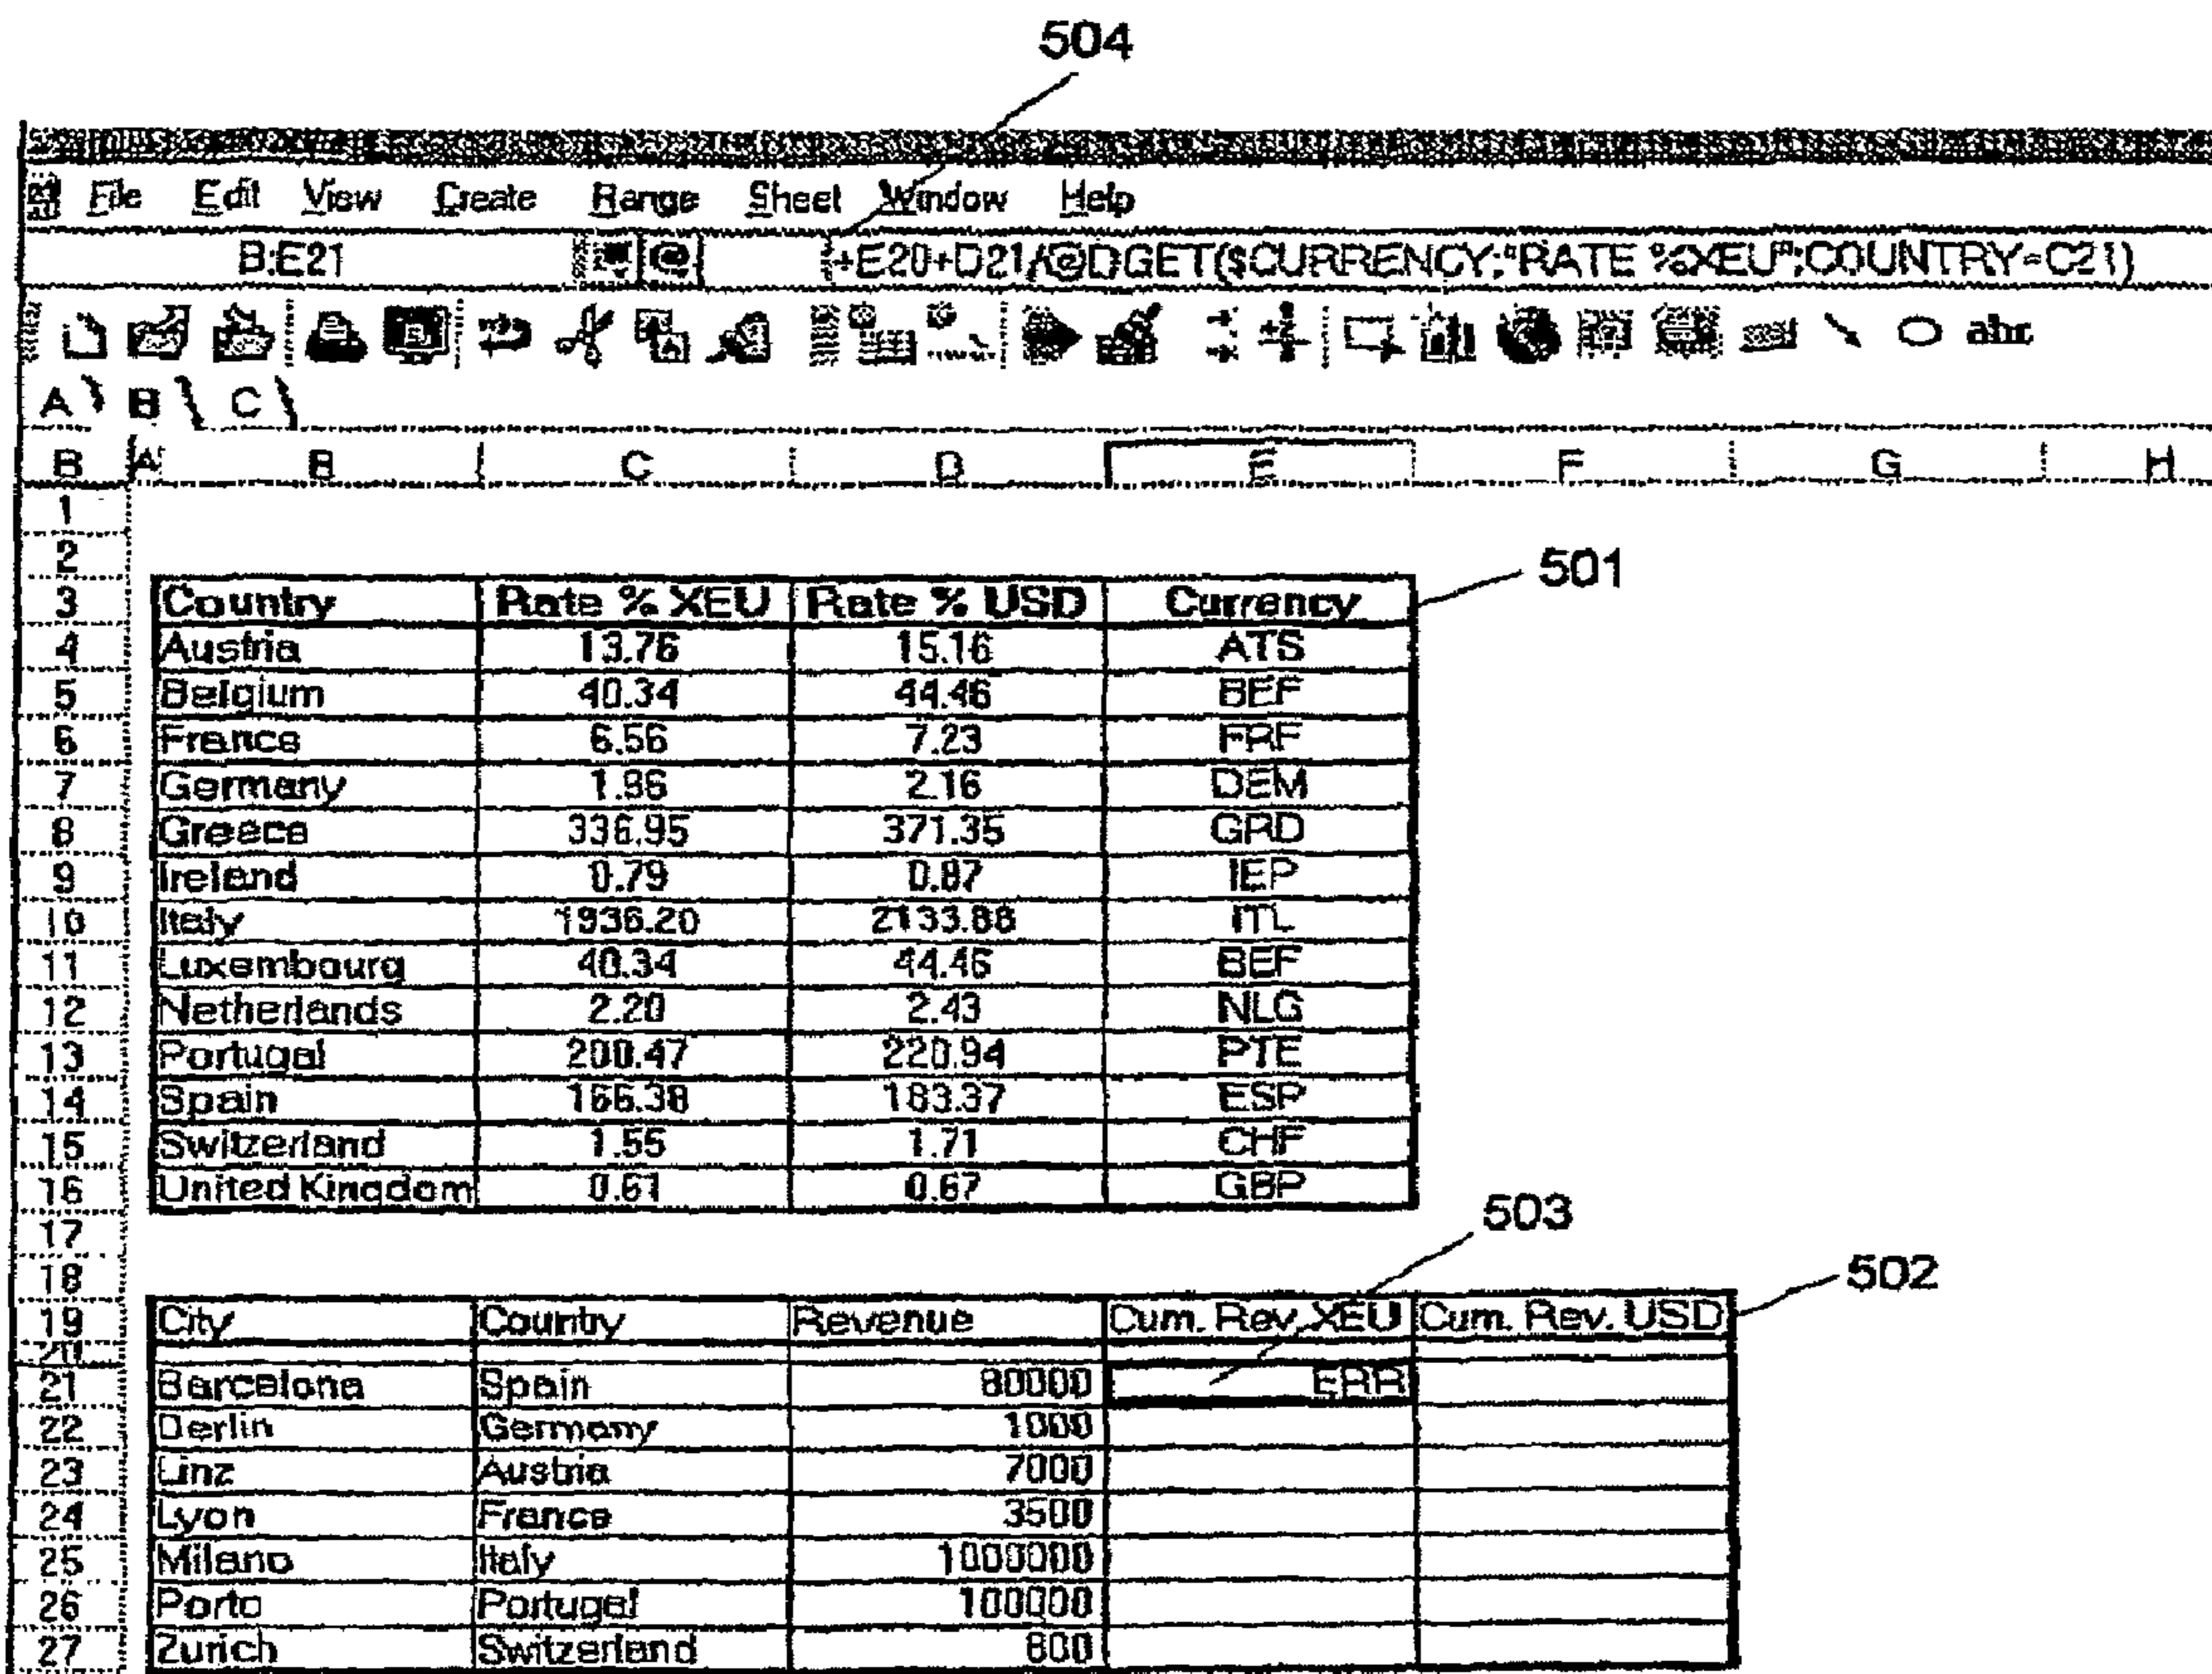 504
File Edit View Create Range Sheet Window Help
B:E21 @ +E20+D21/@DGET($CURRENCY;"RATE %XEU";COUNTRY=C21)
abc
A B C
B A B C D E F G H
1
2
501
3 Country Rate % XEU Rate % USD Currency
4 Austria 13.76 15.16 ATS
5 Belgium 40.34 44.46 BEF
6 France 6.56 7.23 FRF
7 Germany 1.96 2.16 DEM
8 Greece 336.95 371.35 GRD
9 Ireland 0.79 0.87 IEP
10 Italy 1936.20 2133.88 ITL
11 Luxembourg 40.34 44.46 BEF
12 Netherlands 2.20 2.43 NLG
13 Portugal 200.47 220.94 PTE
14 Spain 166.38 183.37 ESP
15 Switzerland 1.55 1.71 CHF
16 United Kingdom 0.61 0.67 GBP
17
503
18
502
19 City Country Revenue Cum. Rev. XEU Cum. Rev. USD
20
21 Barcelona Spain 80000 ERR
22 Berlin Germany 1000
23 Linz Austria 7000
24 Lyon France 3500
25 Milano Italy 1000000
26 Porto Portugal 100000
27 Zurich Switzerland 800